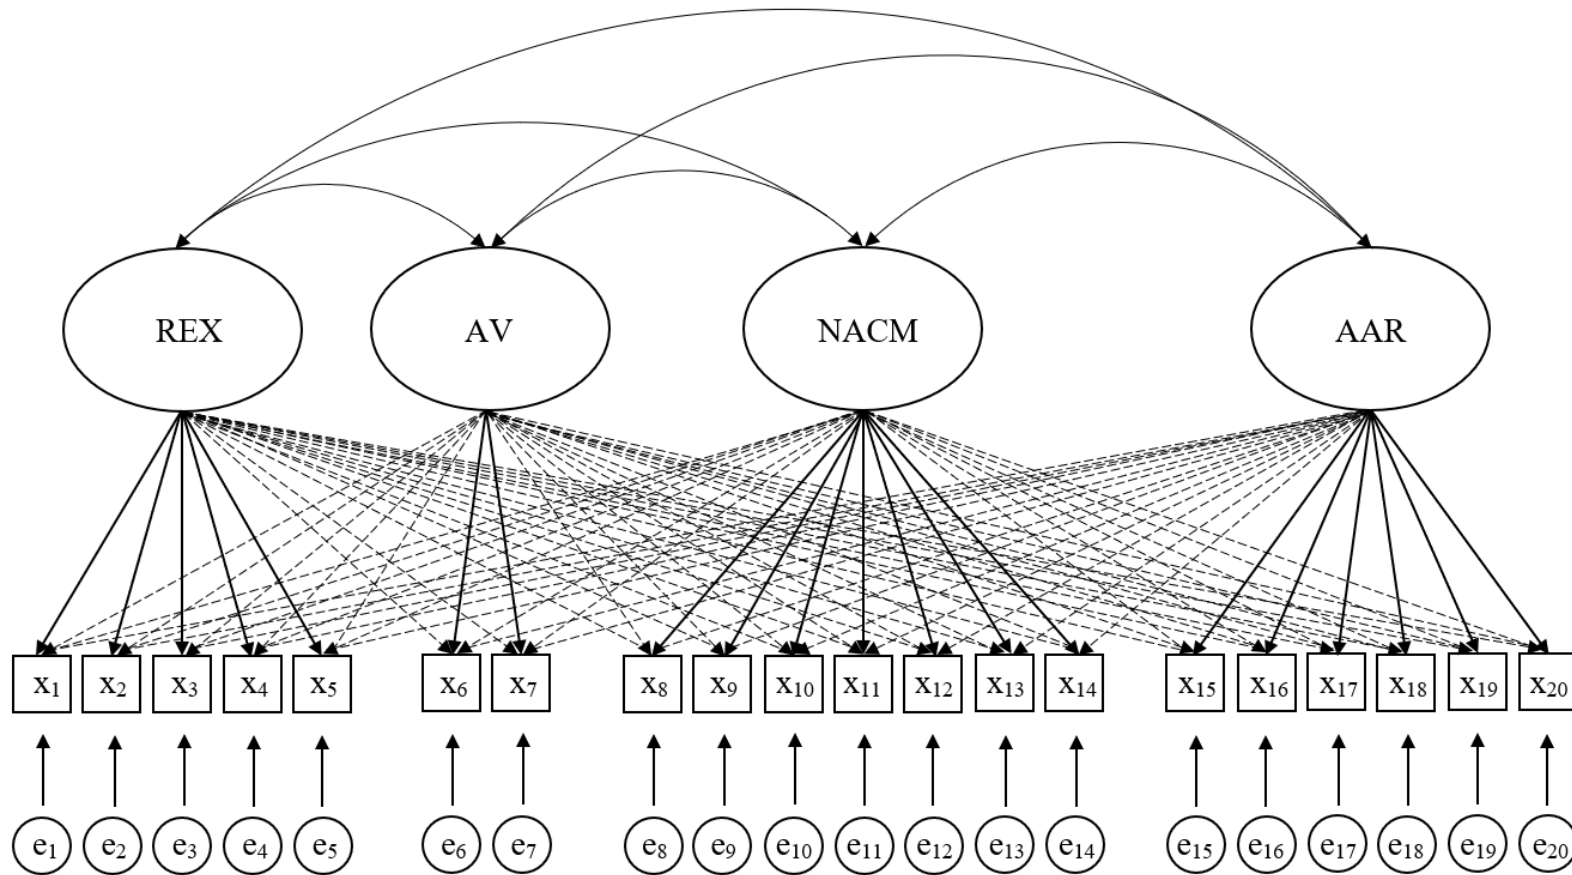 REX AV NACM AAR
x₁ x₂ x₃ x₄ x₅ x₆ x₇ x₈ x₉ x₁₀ x₁₁ x₁₂ x₁₃ x₁₄ x₁₅ x₁₆ x₁₇ x₁₈ x₁₉ x₂₀
e₁ e₂ e₃ e₄ e₅ e₆ e₇ e₈ e₉ e₁₀ e₁₁ e₁₂ e₁₃ e₁₄ e₁₅ e₁₆ e₁₇ e₁₈ e₁₉ e₂₀